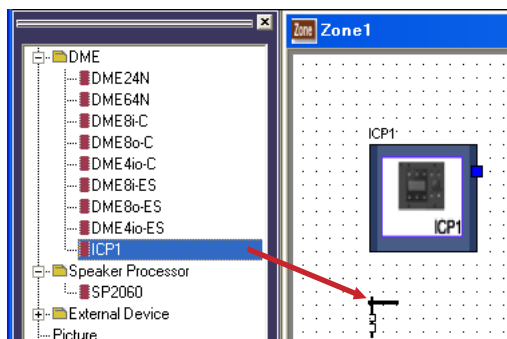 DME
DME24N
DME64N
DME8i-C
DME8o-C
DME4io-C
DME8i-ES
DME8o-ES
DME4io-ES
ICP1
Speaker Processor
SP2060
External Device
Picture
Zone Zone1
ICP1
ICP1